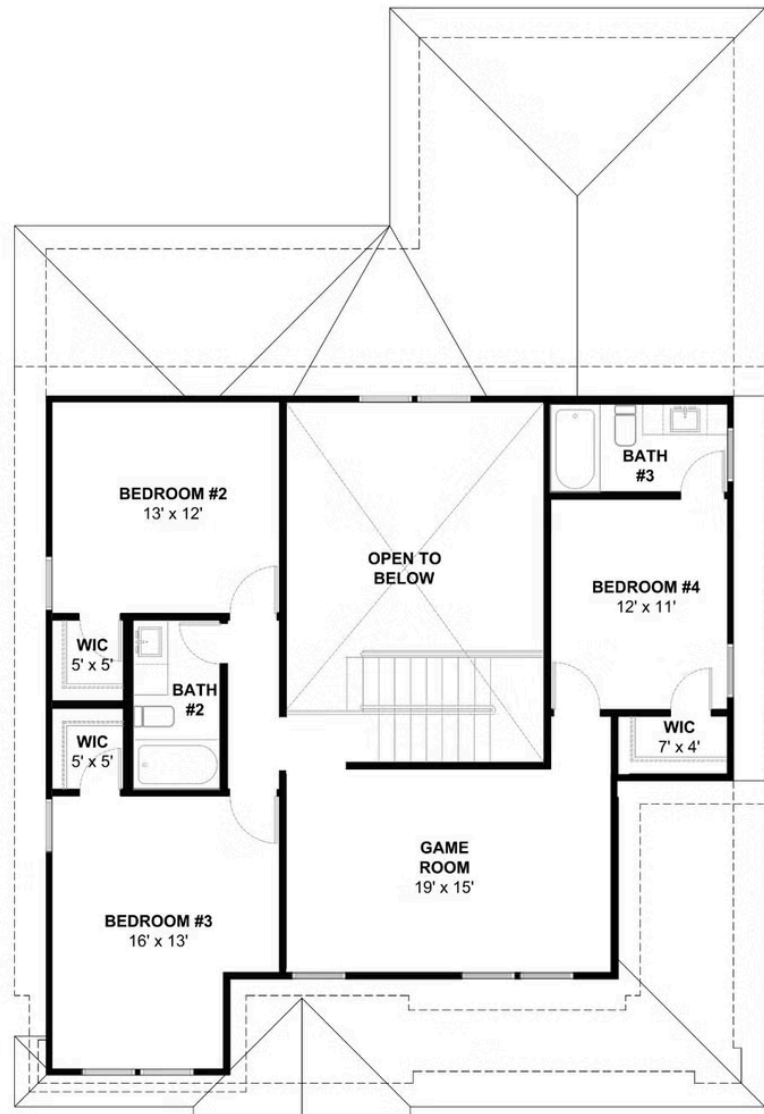 BATH
#3
BEDROOM #2
13' x 12'
OPEN TO
BELOW
BEDROOM #4
12' x 11'
WIC
5' x 5'
BATH
#2
WIC
5' x 5'
WIC
7' x 4'
GAME
ROOM
19' x 15'
BEDROOM #3
16' x 13'